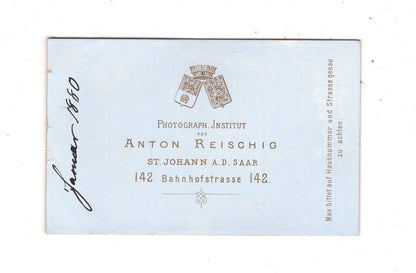 Photograph. Jnstitut
von
Anton Reischig
St. Johann a.d. Saar
142 Bahnhofstrasse 142.
Man bittet auf Hausnummer und Strasse genau
zu achten.
Januar 1880